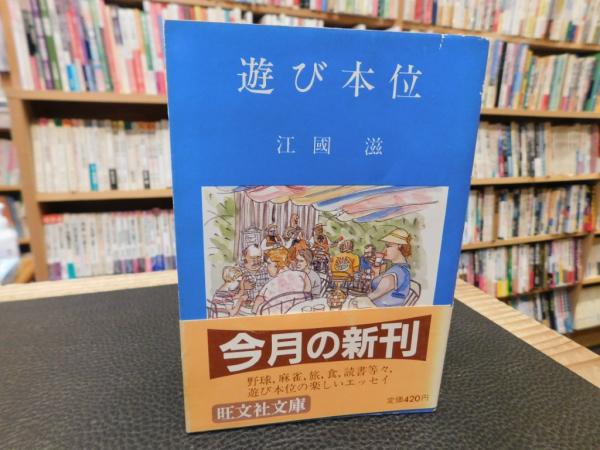 遊び本位
江國 滋
今月の新刊
野球、麻雀、旅、食、読書等々、
遊び本位の楽しいエッセイ
旺文社文庫
定価420円